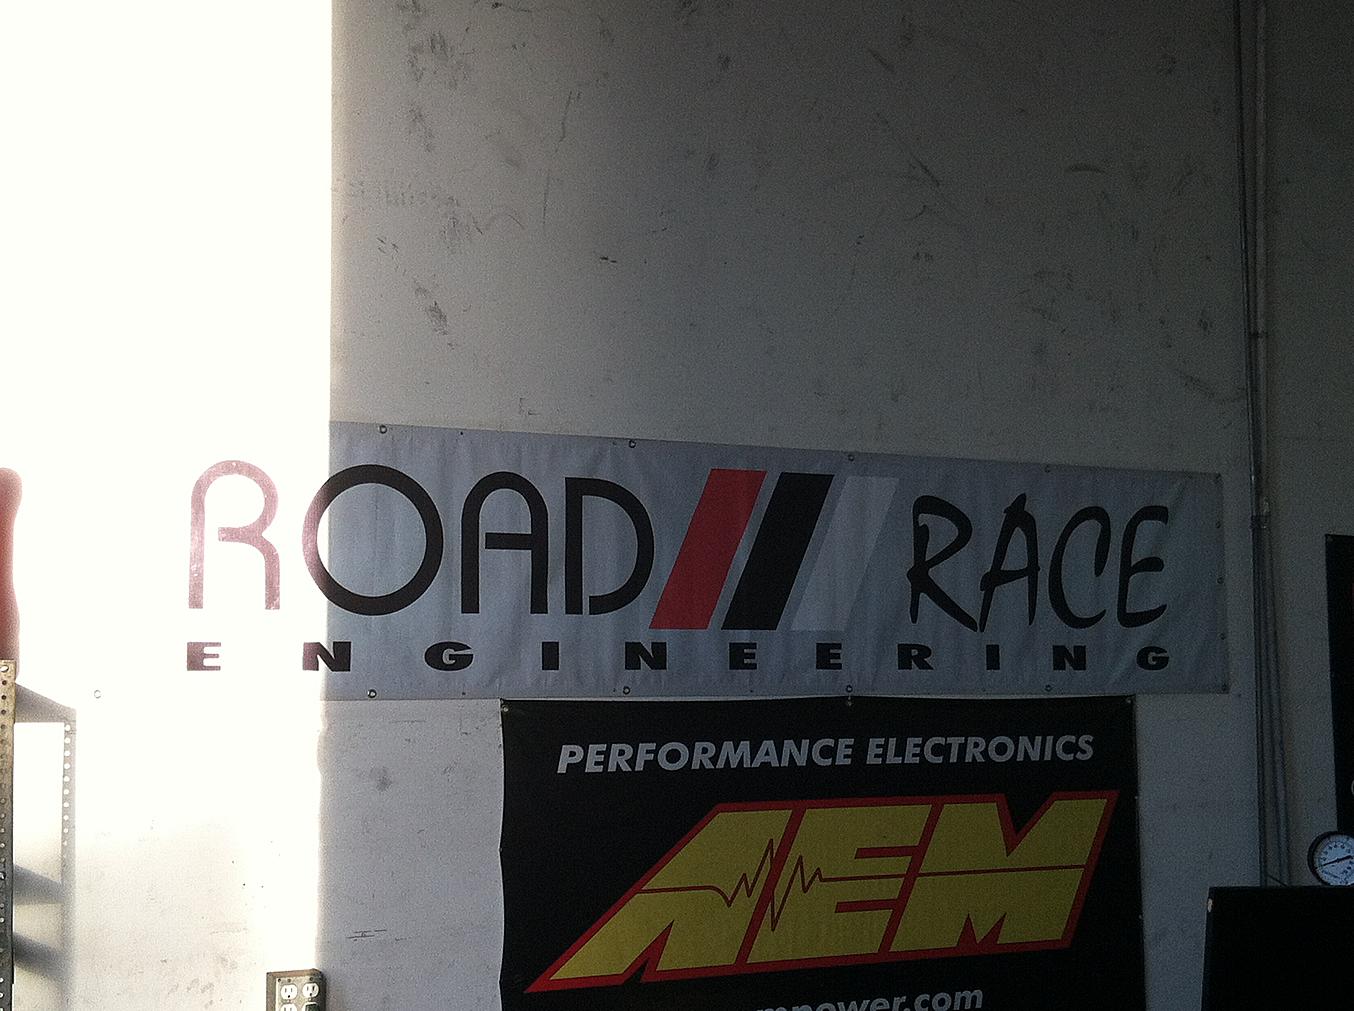 ROAD RACE
ENGINEERING
PERFORMANCE ELECTRONICS
AEM